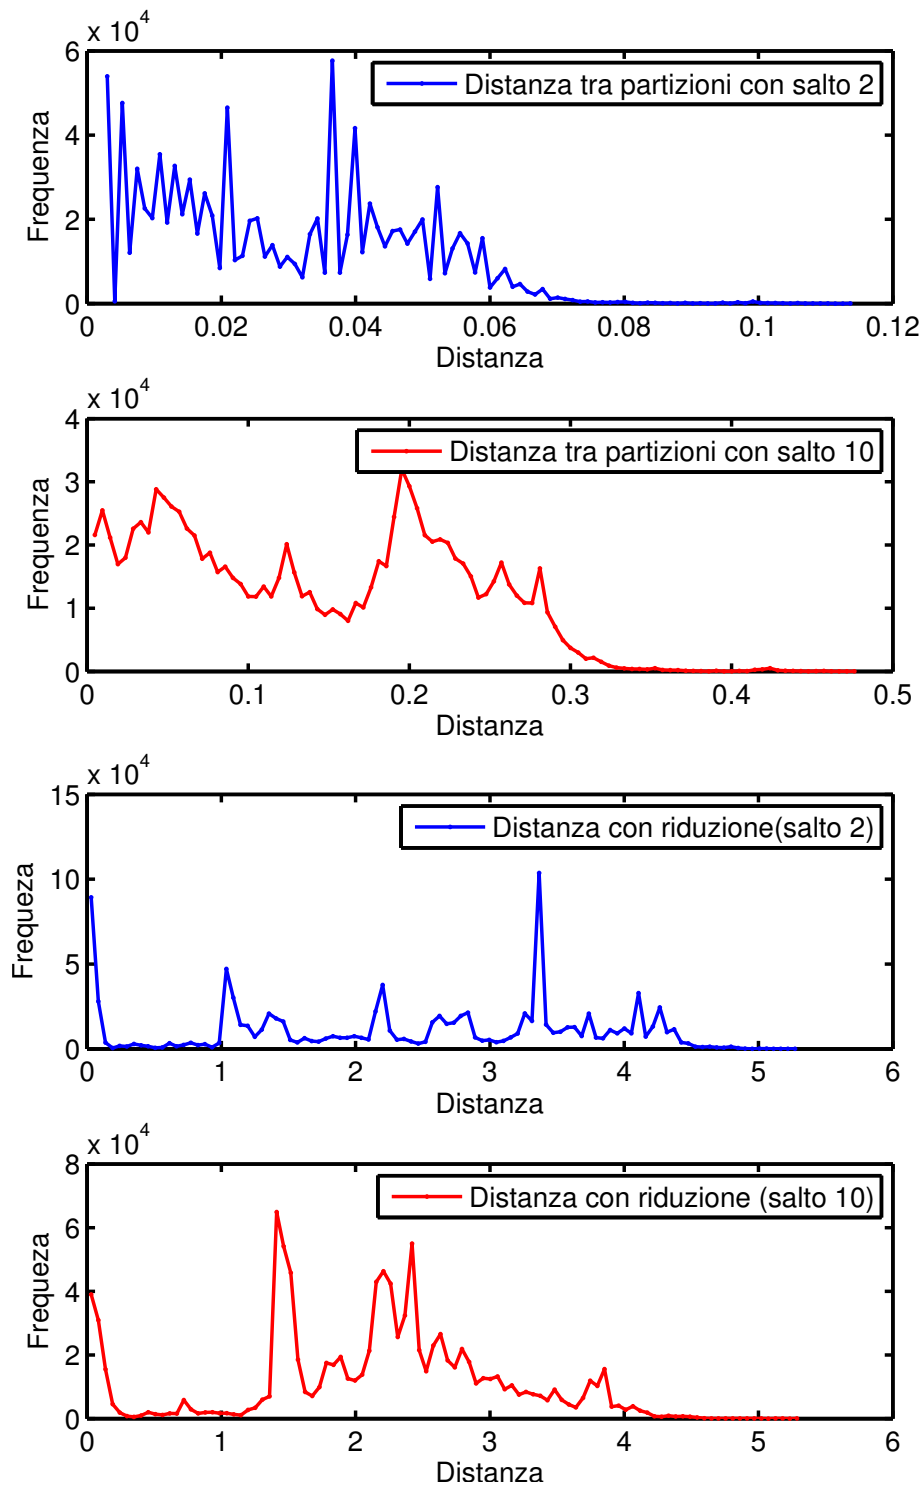 x 10^4
6
4
2
0
Frequenza
Distanza tra partizioni con salto 2
0 0.02 0.04 0.06 0.08 0.1 0.12
Distanza
x 10^4
4
3
2
1
0
Frequenza
Distanza tra partizioni con salto 10
0 0.1 0.2 0.3 0.4 0.5
Distanza
x 10^4
15
10
5
0
Frequeza
Distanza con riduzione(salto 2)
0 1 2 3 4 5 6
Distanza
x 10^4
8
6
4
2
0
Frequeza
Distanza con riduzione (salto 10)
0 1 2 3 4 5 6
Distanza